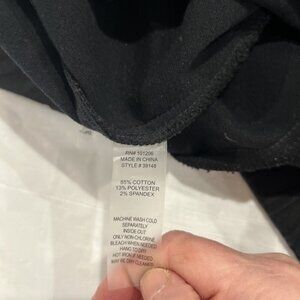 RN# 101206
MADE IN CHINA
STYLE # 39148
85% COTTON
13% POLYESTER
2% SPANDEX
MACHINE WASH COLD
SEPARATELY
INSIDE OUT
ONLY NON-CHLORINE
BLEACH WHEN NEEDED
HANG TO DRY
NOT IRON IF NEEDED
MAY BE DRY CLEANED